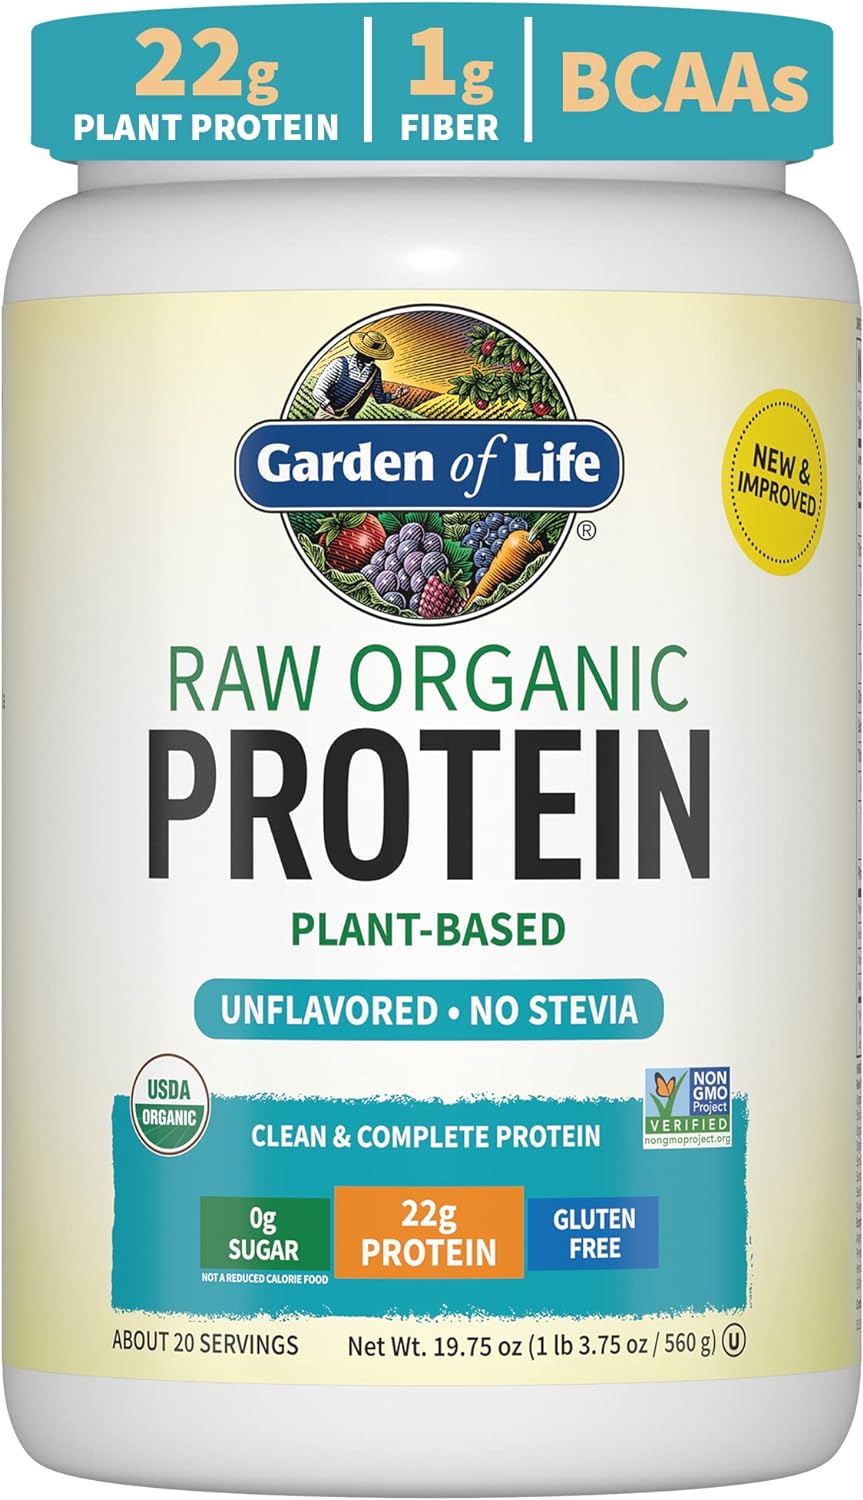 22g
PLANT PROTEIN
1g
FIBER
BCAAs
Garden of Life
®
NEW &
IMPROVED
RAW ORGANIC
PROTEIN
PLANT-BASED
UNFLAVORED • NO STEVIA
USDA
ORGANIC
NON
GMO
Project
VERIFIED
nongmoproject.org
CLEAN & COMPLETE PROTEIN
0g
SUGAR
NOT A REDUCED CALORIE FOOD
22g
PROTEIN
GLUTEN
FREE
ABOUT 20 SERVINGS
Net Wt. 19.75 oz (1 lb 3.75 oz / 560 g) U